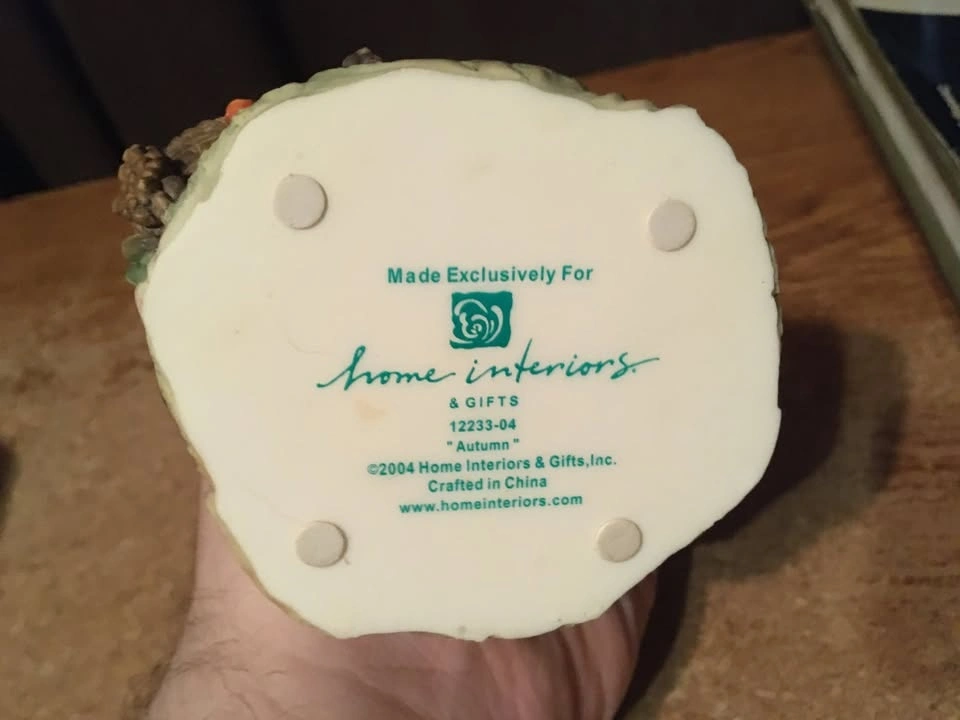 Made Exclusively For
home interiors.
& GIFTS
12233-04
" Autumn "
©2004 Home Interiors & Gifts,Inc.
Crafted in China
www.homeinteriors.com